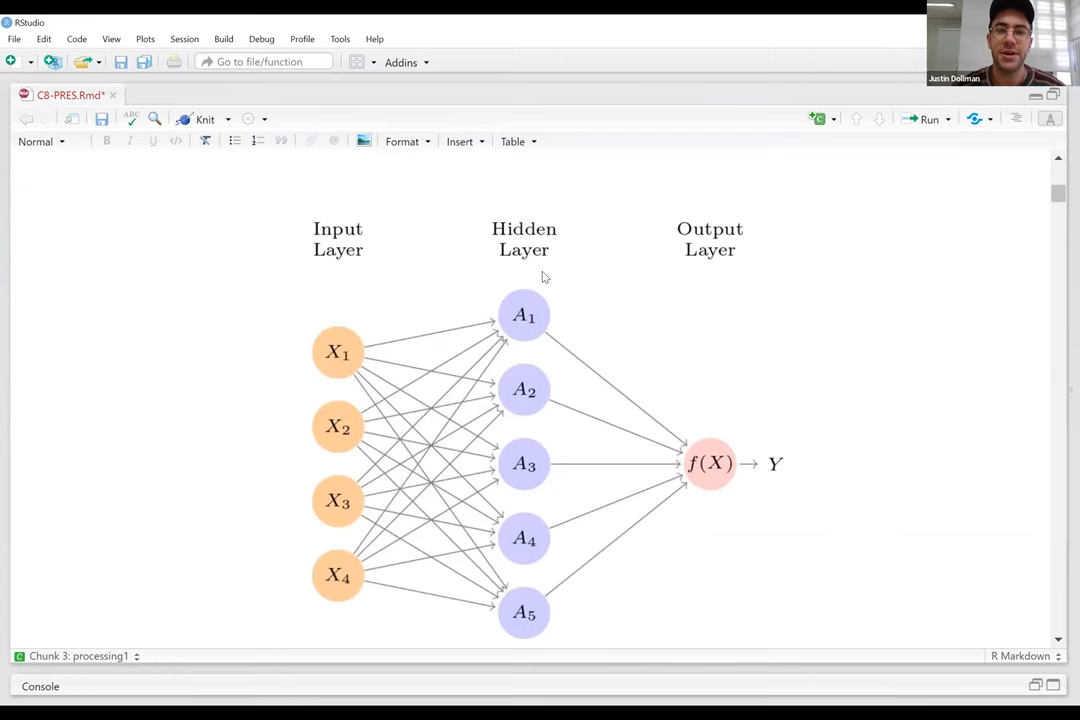 RStudio
File Edit Code View Plots Session Build Debug Profile Tools Help
Go to file/function Addins
Justin Dollman
C8-PRES.Rmd*
ABC Knit Run
Normal B I U </> 99 @ Format Insert Table
Input Layer
Hidden Layer
Output Layer
X1
X2
X3
X4
A1
A2
A3
A4
A5
f(X) → Y
Chunk 3: processing1 R Markdown
Console